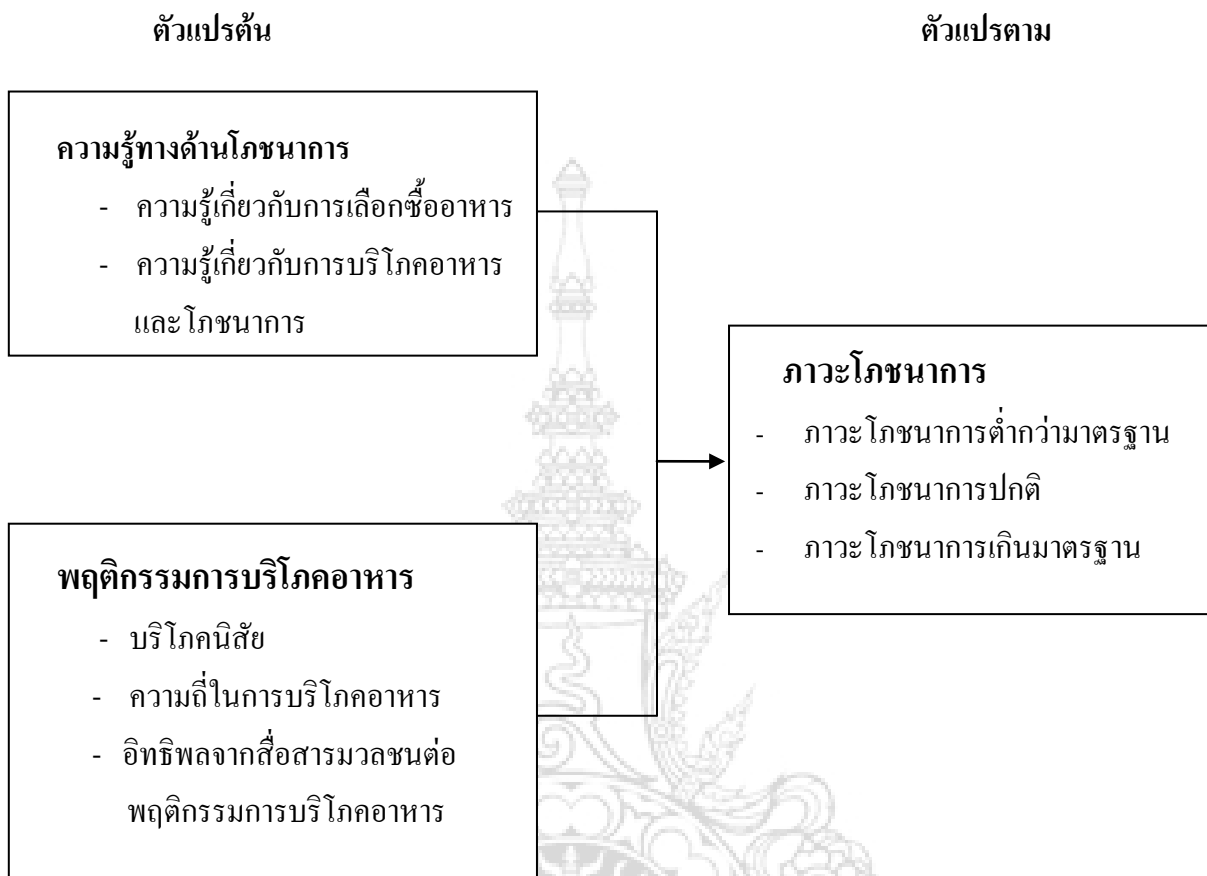 ตัวแปรต้น
ตัวแปรตาม
ความรู้ทางด้านโภชนาการ
- ความรู้เกี่ยวกับการเลือกซื้ออาหาร
- ความรู้เกี่ยวกับการบริโภคอาหาร
และโภชนาการ
พฤติกรรมการบริโภคอาหาร
- บริโภคนิสัย
- ความถี่ในการบริโภคอาหาร
- อิทธิพลจากสื่อสารมวลชนต่อ
พฤติกรรมการบริโภคอาหาร
ภาวะโภชนาการ
- ภาวะโภชนาการต่ำกว่ามาตรฐาน
- ภาวะโภชนาการปกติ
- ภาวะโภชนาการเกินมาตรฐาน